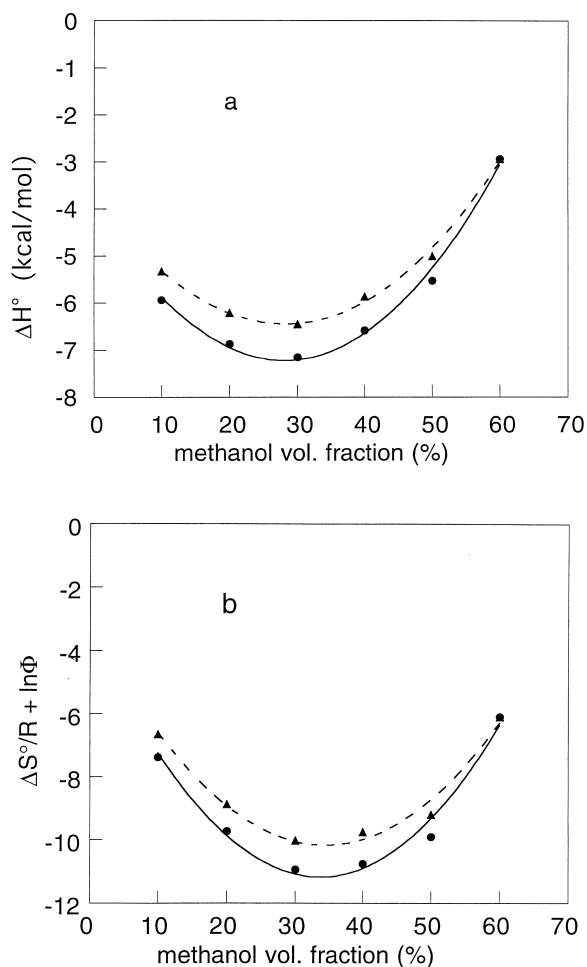 0
-1
-2
-3
-4
-5
-6
-7
-8
ΔH° (kcal/mol)
a
0 10 20 30 40 50 60 70
methanol vol. fraction (%)
0
-2
-4
-6
-8
-10
-12
ΔS°/R + lnΦ
b
0 10 20 30 40 50 60 70
methanol vol. fraction (%)